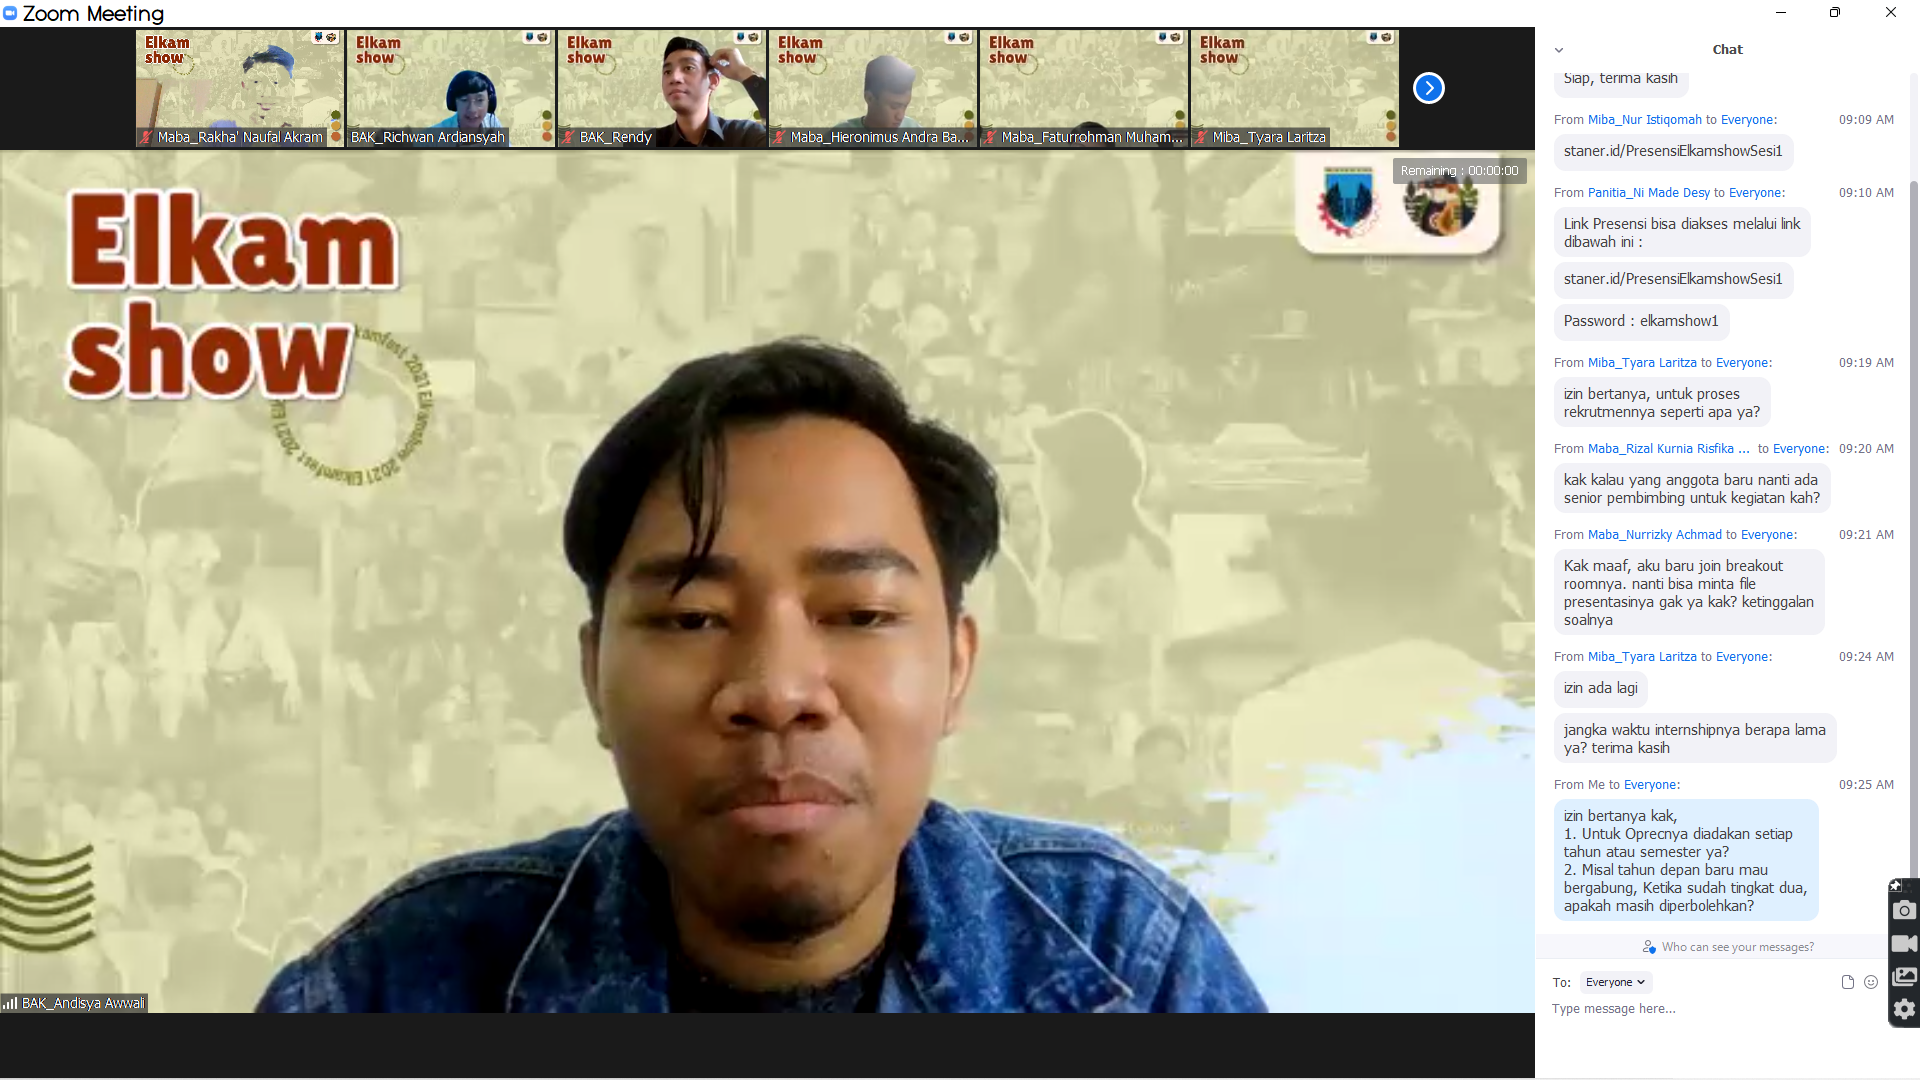 Zoom Meeting
Elkam
show
Maba_Rakha' Naufal Akram
Elkam
show
BAK_Richwan Ardiansyah
Elkam
show
BAK_Rendy
Elkam
show
Maba_Hieronimus Andra Ba...
Elkam
show
Maba_Faturrohman Muham...
Elkam
show
Miba_Tyara Laritza
Remaining : 00:00:00
Elkam
show
Elkamfest 2021 Elkamshow 2021
BAK_Andisya Awwali
Chat
Siap, terima kasih
From Miba_Nur Istiqomah to Everyone: 09:09 AM
staner.id/PresensiElkamshowSesi1
From Panitia_Ni Made Desy to Everyone: 09:10 AM
Link Presensi bisa diakses melalui link
dibawah ini :
staner.id/PresensiElkamshowSesi1
Password : elkamshow1
From Miba_Tyara Laritza to Everyone: 09:19 AM
izin bertanya, untuk proses
rekrutmennya seperti apa ya?
From Maba_Rizal Kurnia Risfika ... to Everyone: 09:20 AM
kak kalau yang anggota baru nanti ada
senior pembimbing untuk kegiatan kah?
From Maba_Nurrizky Achmad to Everyone: 09:21 AM
Kak maaf, aku baru join breakout
roomnya. nanti bisa minta file
presentasinya gak ya kak? ketinggalan
soalnya
From Miba_Tyara Laritza to Everyone: 09:24 AM
izin ada lagi
jangka waktu internshipnya berapa lama
ya? terima kasih
From Me to Everyone: 09:25 AM
izin bertanya kak,
1. Untuk Oprecnya diadakan setiap
tahun atau semester ya?
2. Misal tahun depan baru mau
bergabung, Ketika sudah tingkat dua,
apakah masih diperbolehkan?
Who can see your messages?
To: Everyone
Type message here...